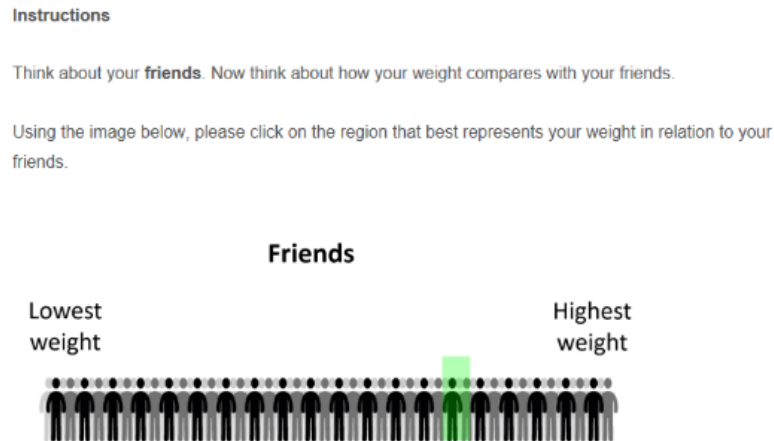 Instructions
Think about your friends. Now think about how your weight compares with your friends.
Using the image below, please click on the region that best represents your weight in relation to your
friends.
Friends
Lowest
weight
Highest
weight